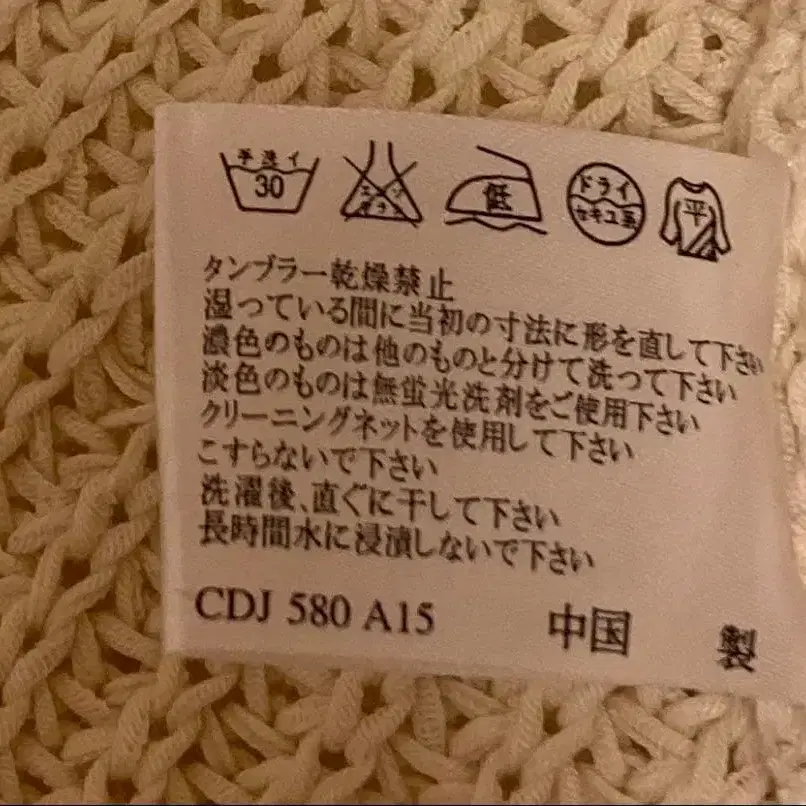 手洗イ
30
エンソサラシ
低
ドライ
セキユ系
平
タンブラー乾燥禁止
湿っている間に当初の寸法に形を直して下さい
濃色のものは他のものと分けて洗って下さい
淡色のものは無蛍光洗剤をご使用下さい
クリーニングネットを使用して下さい
こすらないで下さい
洗濯後、直ぐに干して下さい
長時間水に浸漬しないで下さい
CDJ 580 A15 中国 製